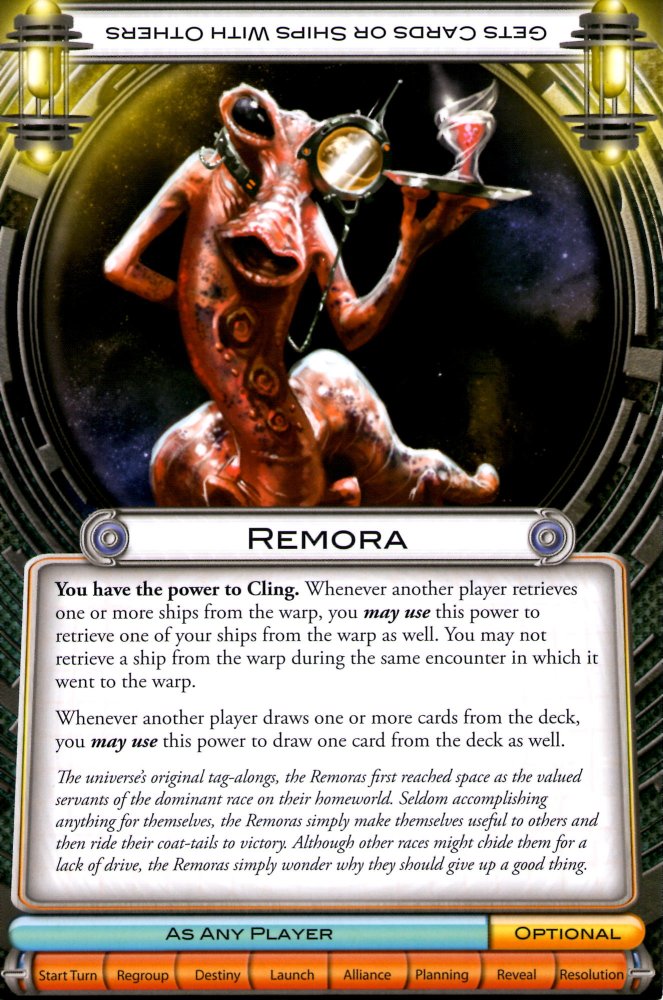 GETS CARDS OR SHIPS WITH OTHERS
REMORA
You have the power to Cling. Whenever another player retrieves
one or more ships from the warp, you may use this power to
retrieve one of your ships from the warp as well. You may not
retrieve a ship from the warp during the same encounter in which it
went to the warp.
Whenever another player draws one or more cards from the deck,
you may use this power to draw one card from the deck as well.
The universe's original tag-alongs, the Remoras first reached space as the valued
servants of the dominant race on their homeworld. Seldom accomplishing
anything for themselves, the Remoras simply make themselves useful to others and
then ride their coat-tails to victory. Although other races might chide them for a
lack of drive, the Remoras simply wonder why they should give up a good thing.
AS ANY PLAYER OPTIONAL
Start Turn Regroup Destiny Launch Alliance Planning Reveal Resolution